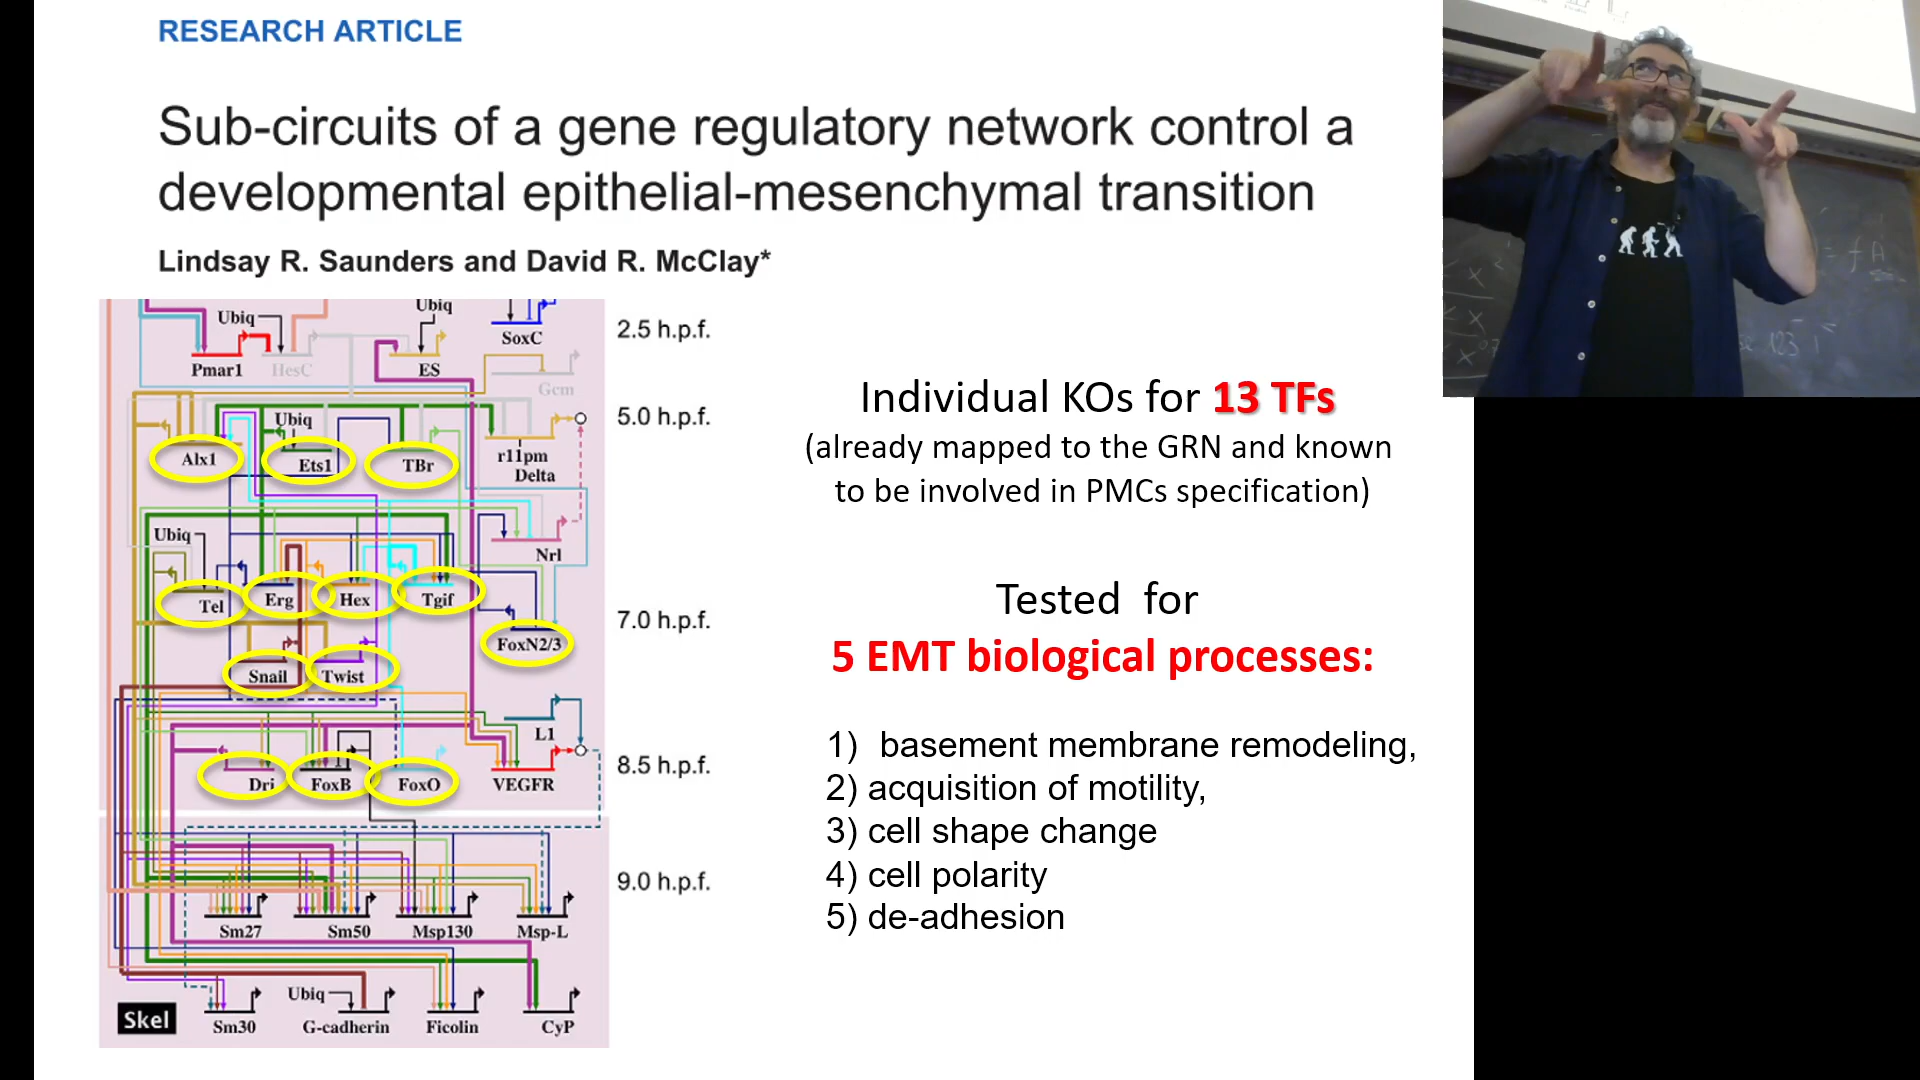 RESEARCH ARTICLE
Sub-circuits of a gene regulatory network control a
developmental epithelial-mesenchymal transition
Lindsay R. Saunders and David R. McClay*
Ubiq
Ubiq
SoxC
2.5 h.p.f.
Pmar1
HesC
ES
Gcm
Ubiq
5.0 h.p.f.
Alx1
Ets1
TBr
r11pm
Delta
Ubiq
Nrl
Tel
Erg
Hex
Tgif
7.0 h.p.f.
FoxN2/3
Snail
Twist
L1
8.5 h.p.f.
Dri
FoxB
FoxO
VEGFR
9.0 h.p.f.
Sm27
Sm50
Msp130
Msp-L
Ubiq
Skel
Sm30
G-cadherin
Ficolin
CyP
Individual KOs for 13 TFs
(already mapped to the GRN and known
to be involved in PMCs specification)
Tested for
5 EMT biological processes:
1) basement membrane remodeling,
2) acquisition of motility,
3) cell shape change
4) cell polarity
5) de-adhesion